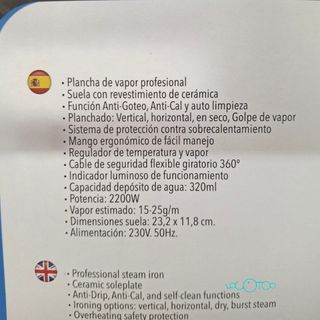 • Plancha de vapor profesional
• Suela con revestimiento de cerámica
• Función Anti-Goteo, Anti-Cal y auto limpieza
• Planchado: Vertical, horizontal, en seco, Golpe de vapor
• Sistema de protección contra sobrecalentamiento
• Mango ergonómico de fácil manejo
• Regulador de temperatura y vapor
• Cable de seguridad flexible giratorio 360º
• Indicador luminoso de funcionamiento
• Capacidad depósito de agua: 320ml
• Potencia: 2200W
• Vapor estimado: 15-25g/m
• Dimensiones suela: 23,2 x 11,8 cm.
• Alimentación: 230V. 50Hz.
• Professional steam iron
• Ceramic soleplate
• Anti-Drip, Anti-Cal, and self-clean functions
• Ironing options: vertical, horizontal, dry, burst steam
• Overheating safety protection